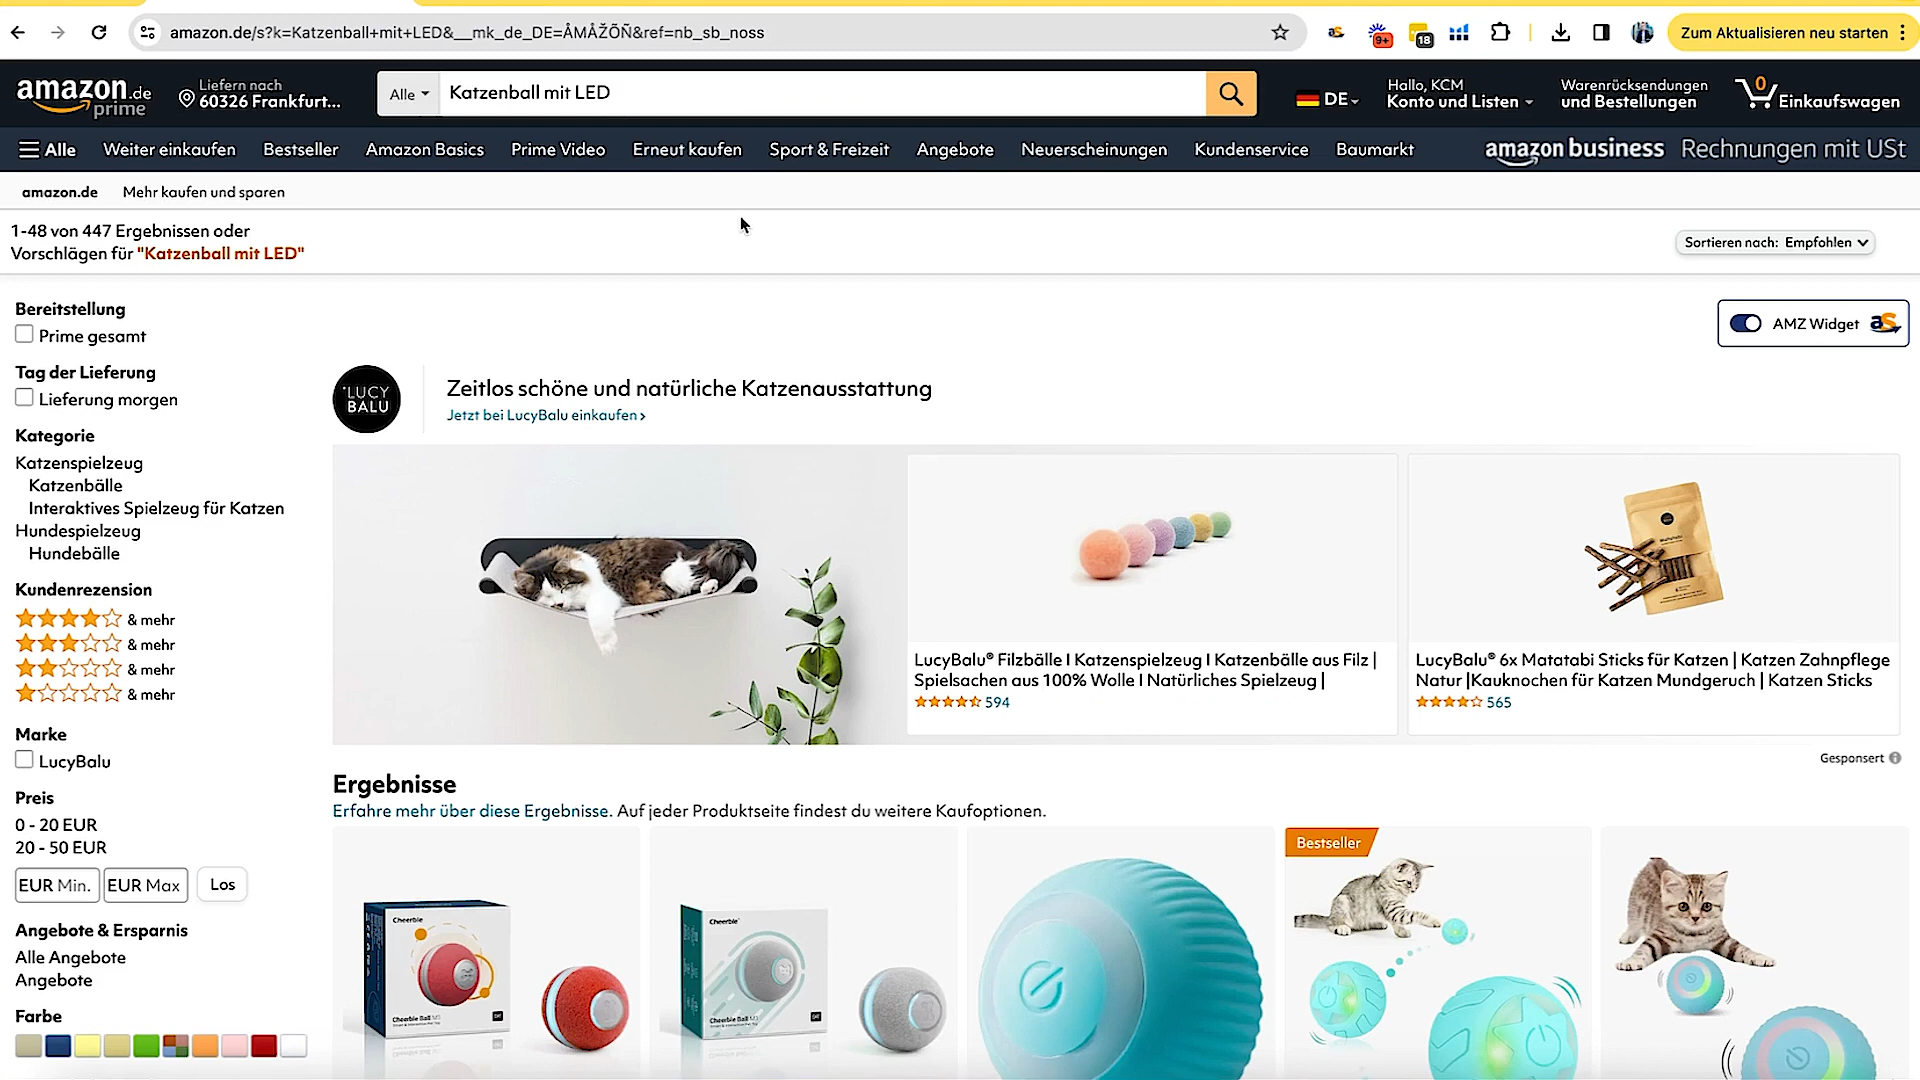 amazon.de/s?k=Katzenball+mit+LED&__mk_de_DE=ÅMÅŽÕÑ&ref=nb_sb_noss
9+
18
Zum Aktualisieren neu starten
amazon.de
prime
Liefern nach
60326 Frankfurt...
Alle
Katzenball mit LED
DE
Hallo, KCM
Konto und Listen
Warenrücksendungen
und Bestellungen
0
Einkaufswagen
Alle
Weiter einkaufen
Bestseller
Amazon Basics
Prime Video
Erneut kaufen
Sport & Freizeit
Angebote
Neuerscheinungen
Kundenservice
Baumarkt
amazon business
Rechnungen mit USt
amazon.de
Mehr kaufen und sparen
1-48 von 447 Ergebnissen oder
Vorschlägen für "Katzenball mit LED"
Sortieren nach: Empfohlen
Bereitstellung
Prime gesamt
Tag der Lieferung
Lieferung morgen
Kategorie
Katzenspielzeug
Katzenbälle
Interaktives Spielzeug für Katzen
Hundespielzeug
Hundebälle
Kundenrezension
& mehr
& mehr
& mehr
& mehr
Marke
LucyBalu
Preis
0 - 20 EUR
20 - 50 EUR
EUR Min.
EUR Max
Los
Angebote & Ersparnis
Alle Angebote
Angebote
Farbe
AMZ Widget
as
LUCY
BALU
Zeitlos schöne und natürliche Katzenausstattung
Jetzt bei LucyBalu einkaufen ›
LucyBalu® Filzbälle I Katzenspielzeug I Katzenbälle aus Filz |
Spielsachen aus 100% Wolle I Natürliches Spielzeug |
594
LucyBalu® 6x Matatabi Sticks für Katzen | Katzen Zahnpflege
Natur |Kauknochen für Katzen Mundgeruch | Katzen Sticks
565
Gesponsert
Ergebnisse
Erfahre mehr über diese Ergebnisse. Auf jeder Produktseite findest du weitere Kaufoptionen.
Cheerble
Cheerble Ball M1
Cheerble
Cheerble Ball M1
Bestseller